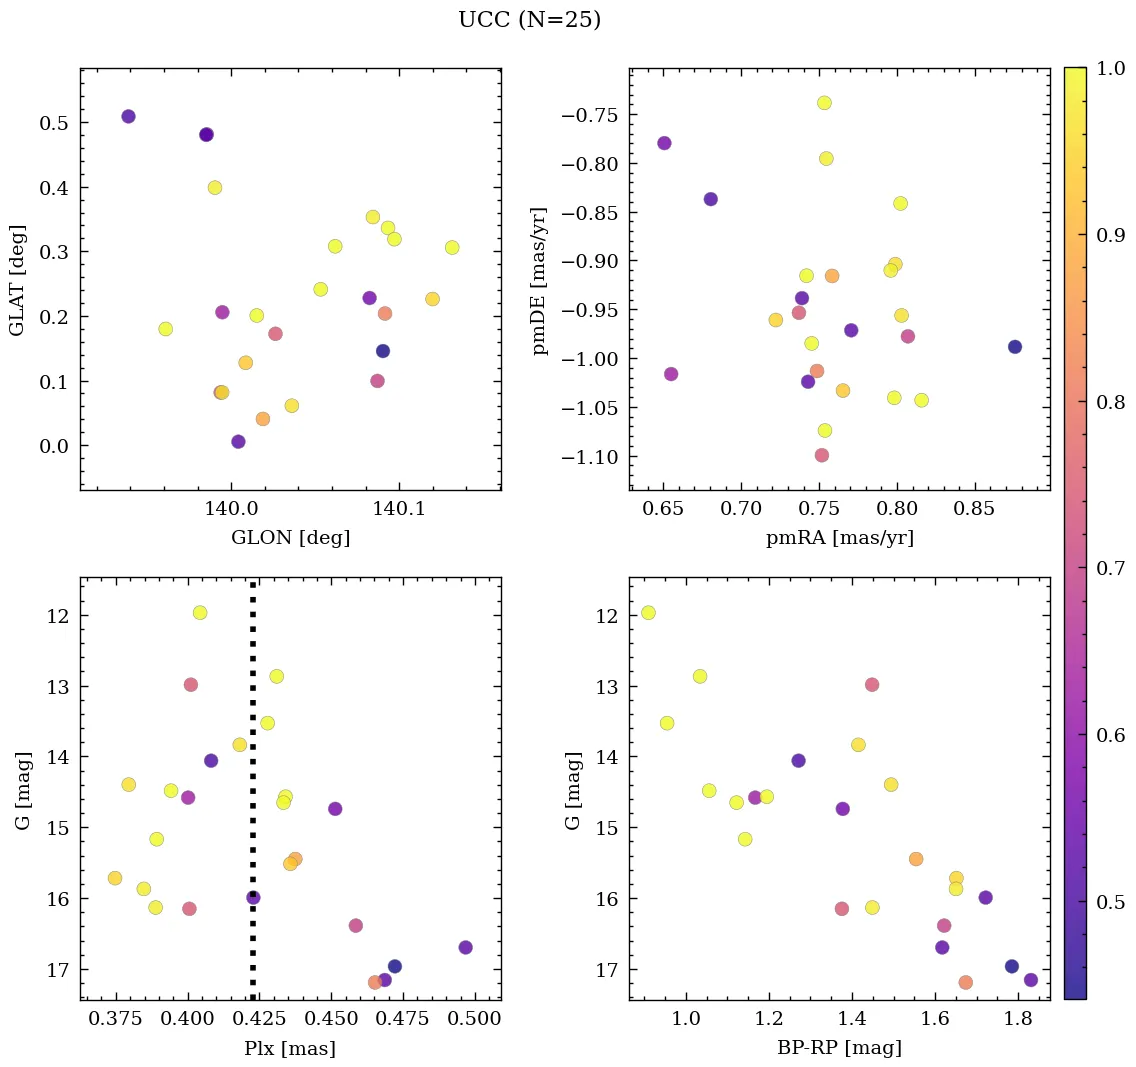 UCC (N=25)
GLAT [deg]
0.5
0.4
0.3
0.2
0.1
0.0
140.0 140.1
GLON [deg]
pmDE [mas/yr]
−0.75
−0.80
−0.85
−0.90
−0.95
−1.00
−1.05
−1.10
0.65 0.70 0.75 0.80 0.85
pmRA [mas/yr]
1.0
0.9
0.8
0.7
0.6
0.5
G [mag]
12
13
14
15
16
17
0.375 0.400 0.425 0.450 0.475 0.500
Plx [mas]
G [mag]
12
13
14
15
16
17
1.0 1.2 1.4 1.6 1.8
BP-RP [mag]